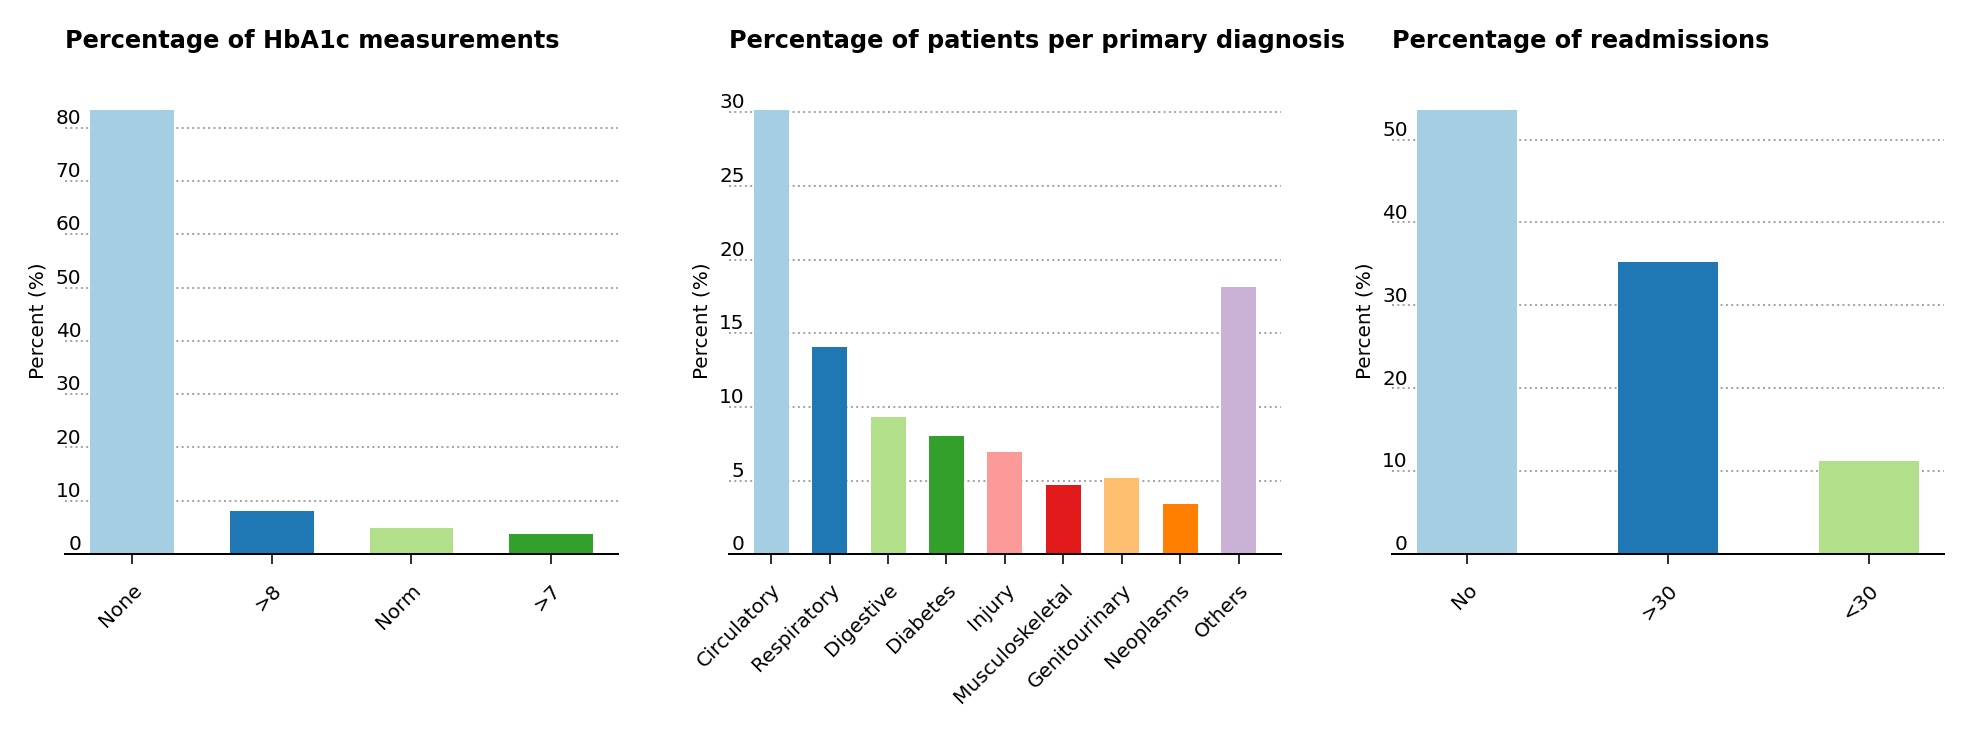 Percentage of HbA1c measurements
Percent (%)
80
70
60
50
40
30
20
10
0
None
>8
Norm
>7
Percentage of patients per primary diagnosis
Percent (%)
30
25
20
15
10
5
0
Circulatory
Respiratory
Digestive
Diabetes
Injury
Musculoskeletal
Genitourinary
Neoplasms
Others
Percentage of readmissions
Percent (%)
50
40
30
20
10
0
No
>30
<30